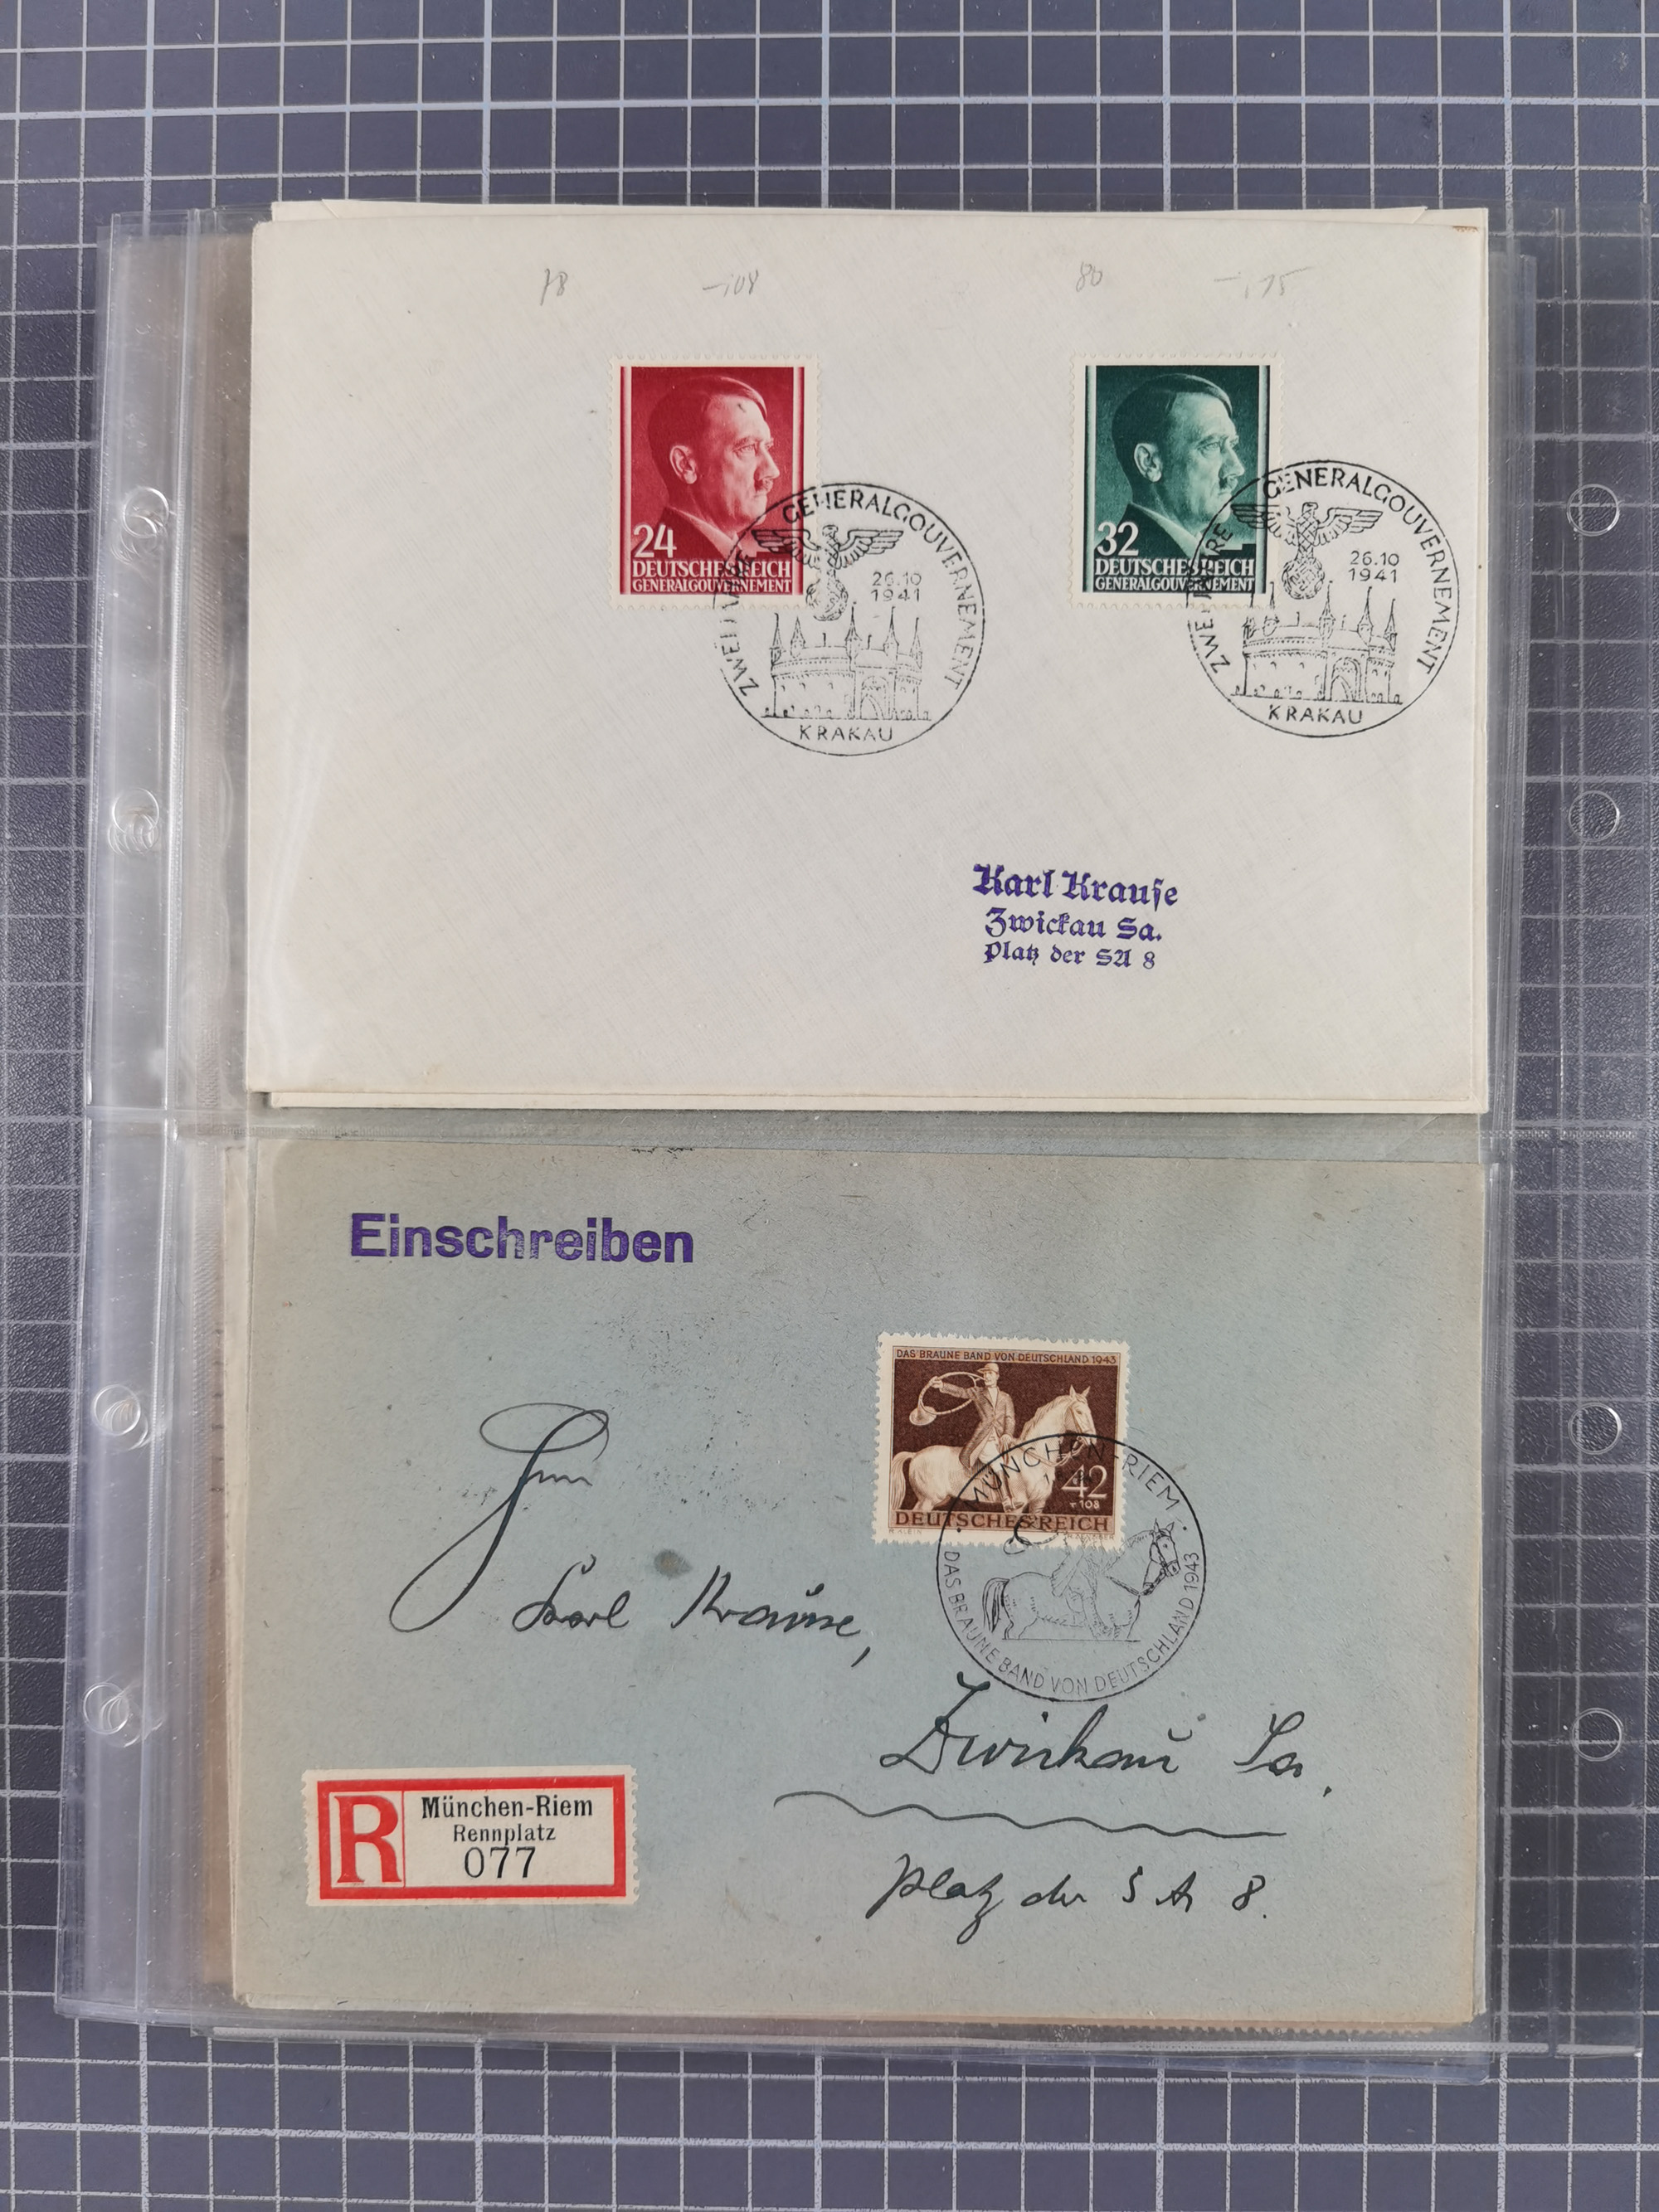 78 -,08 80 -,15
24
DEUTSCHES REICH
GENERALGOUVERNEMENT
32
DEUTSCHES REICH
GENERALGOUVERNEMENT
ZWEI JAHRE GENERALGOUVERNEMENT
26.10
1941
KRAKAU
ZWEI JAHRE GENERALGOUVERNEMENT
26.10
1941
KRAKAU
Karl Krause
Zwickau Sa.
Platz der SA 8
Einschreiben
DAS BRAUNE BAND VON DEUTSCHLAND 1943
42
+108
DEUTSCHES REICH
MÜNCHEN-RIEM
DAS BRAUNE BAND VON DEUTSCHLAND 1943
Herrn
Karl Krause,
Zwickau Sa.
Platz der SA 8.
R
München-Riem
Rennplatz
077